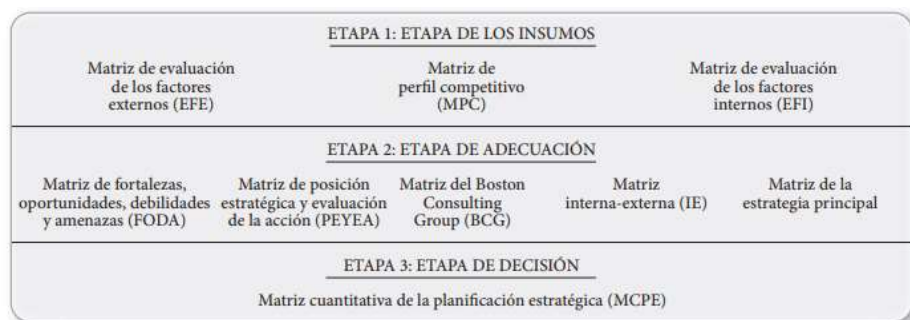 ETAPA 1: ETAPA DE LOS INSUMOS
Matriz de evaluación
de los factores
externos (EFE)
Matriz de
perfil competitivo
(MPC)
Matriz de evaluación
de los factores
internos (EFI)
ETAPA 2: ETAPA DE ADECUACIÓN
Matriz de fortalezas,
oportunidades, debilidades
y amenazas (FODA)
Matriz de posición
estratégica y evaluación
de la acción (PEYEA)
Matriz del Boston
Consulting
Group (BCG)
Matriz
interna-externa (IE)
Matriz de la
estrategia principal
ETAPA 3: ETAPA DE DECISIÓN
Matriz cuantitativa de la planificación estratégica (MCPE)